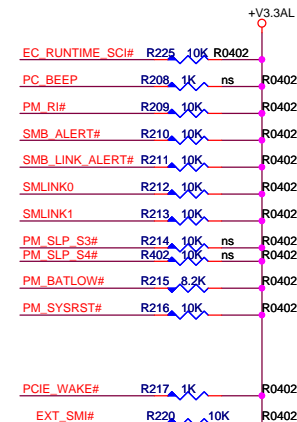 +V3.3AL
EC_RUNTIME_SCI# R225 10K R0402
PC_BEEP R208 1K ns R0402
PM_RI# R209 10K R0402
SMB_ALERT# R210 10K R0402
SMB_LINK_ALERT# R211 10K R0402
SMLINK0 R212 10K R0402
SMLINK1 R213 10K R0402
PM_SLP_S3# R214 10K ns R0402
PM_SLP_S4# R402 10K ns R0402
PM_BATLOW# R215 8.2K R0402
PM_SYSRST# R216 10K R0402
PCIE_WAKE# R217 1K R0402
EXT_SMI# R220 10K R0402